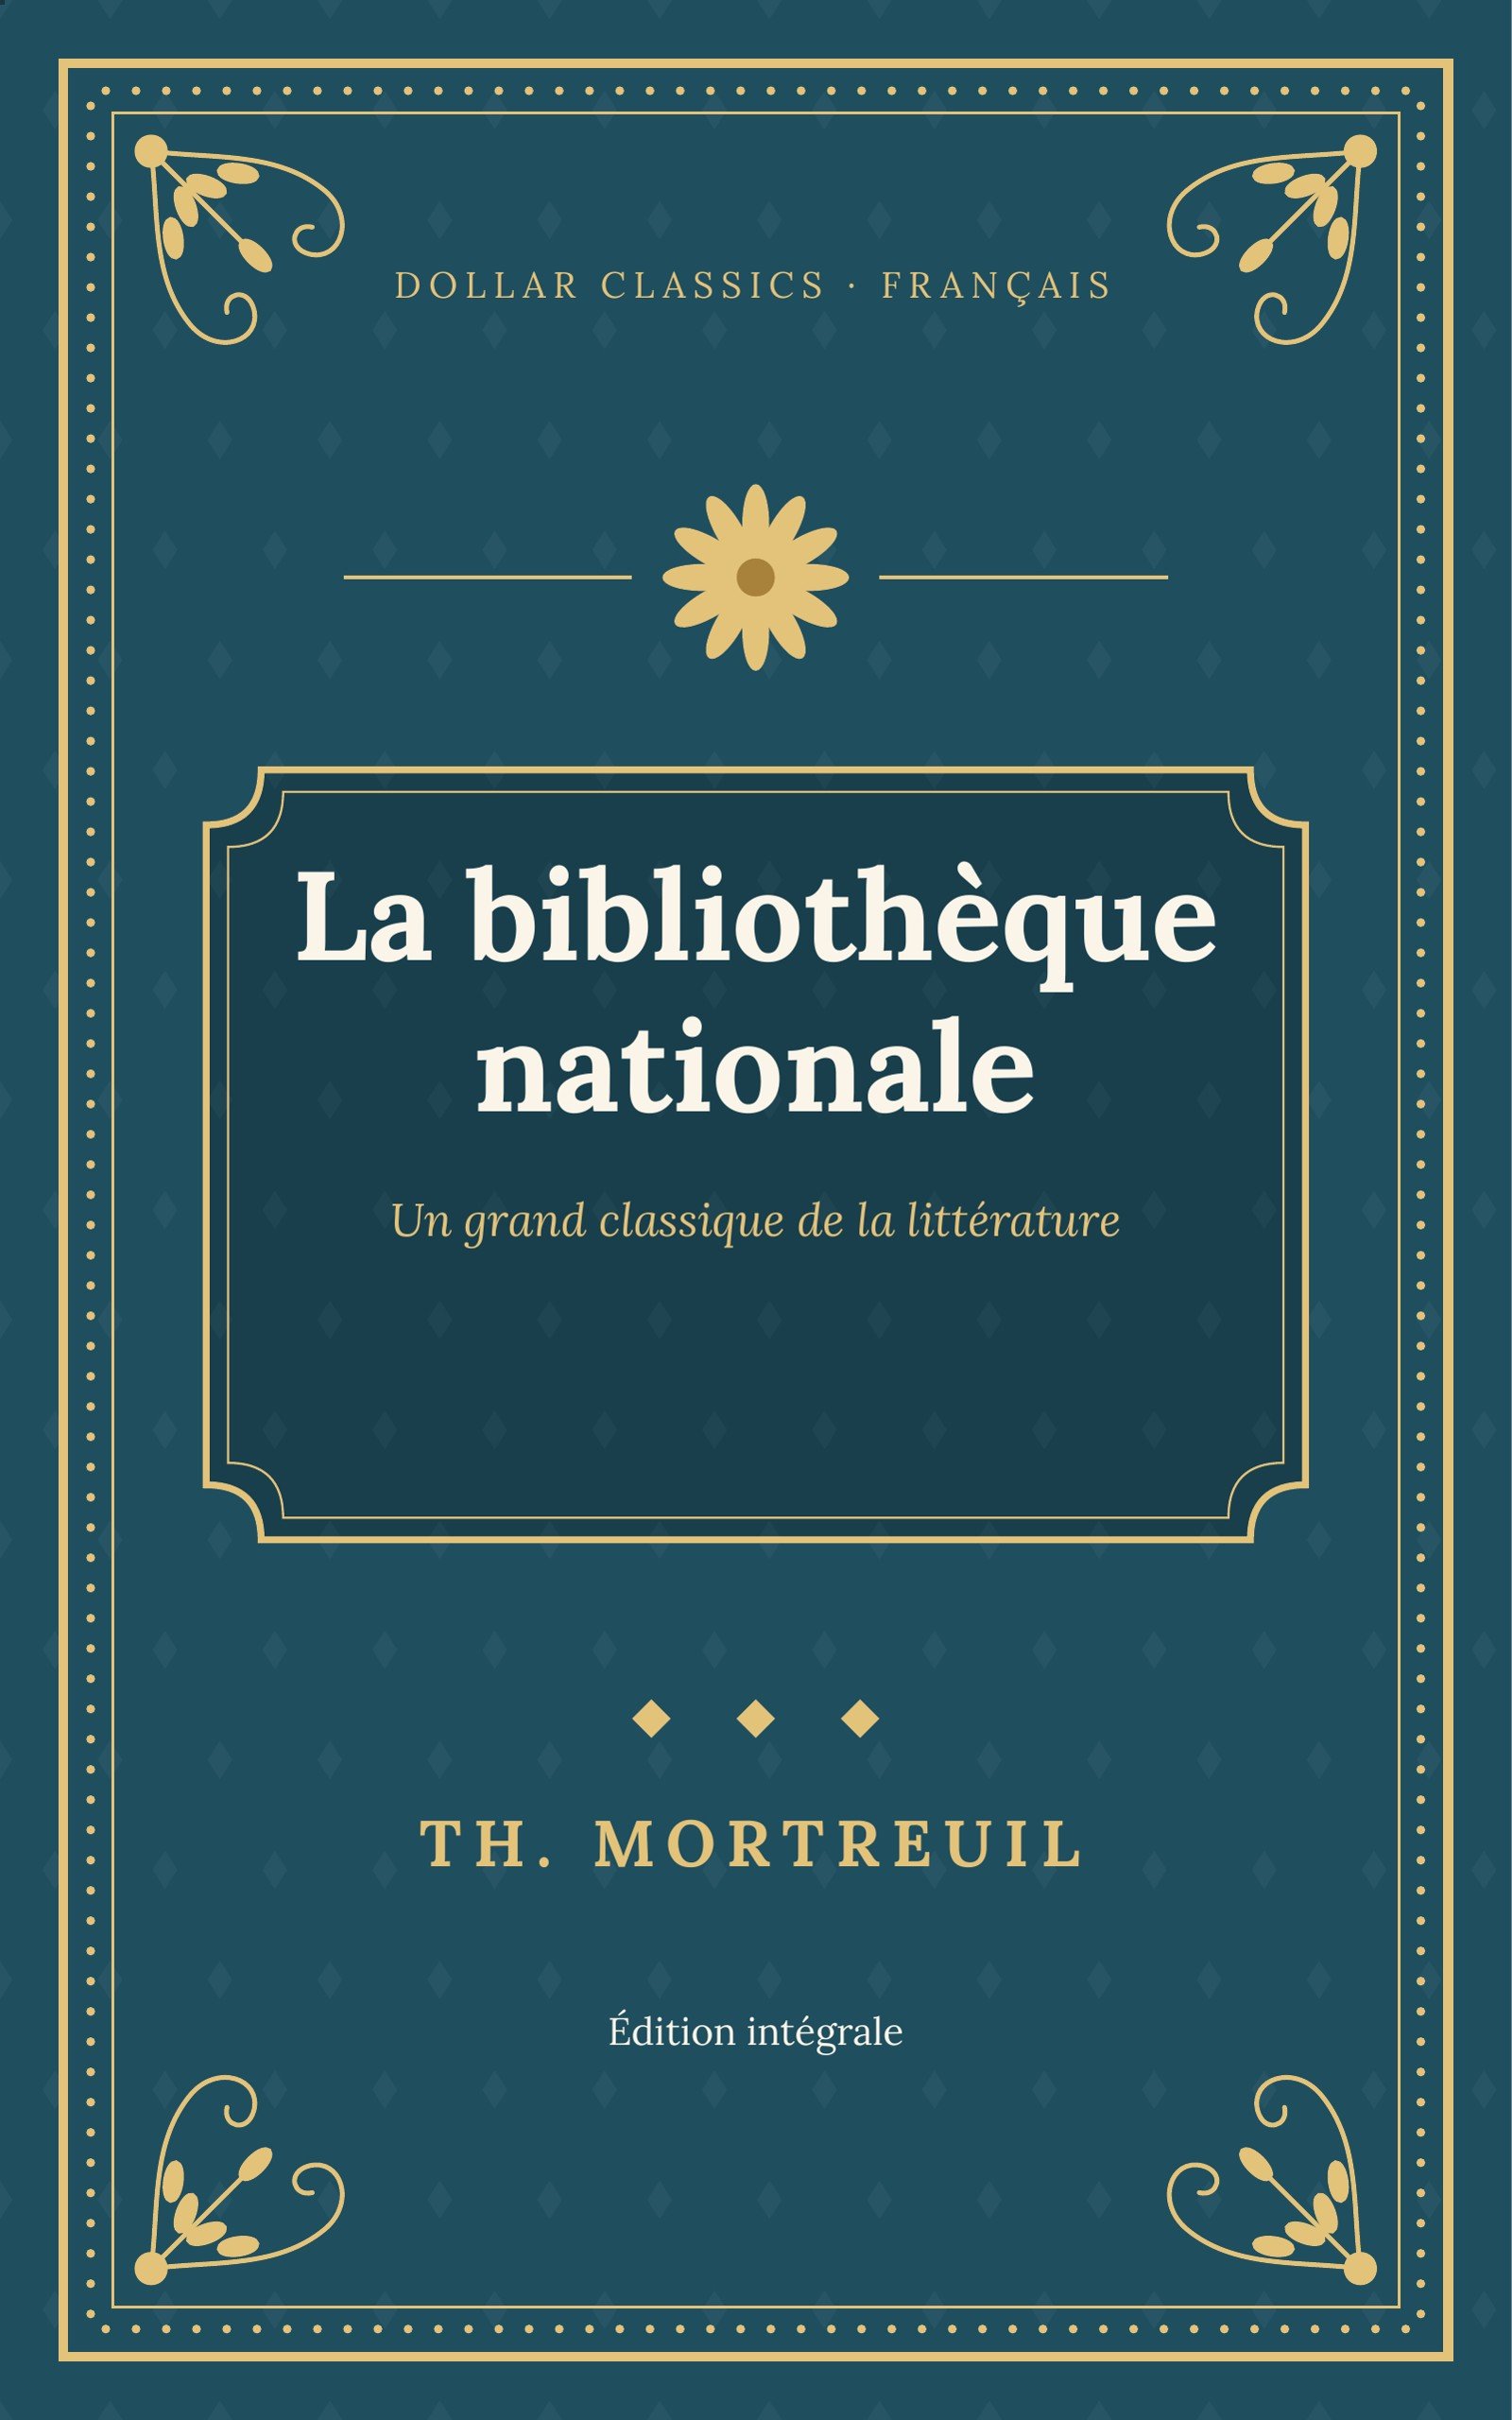 DOLLAR CLASSICS · FRANÇAIS
La bibliothèque
nationale
Un grand classique de la littérature
TH. MORTREUIL
Édition intégrale